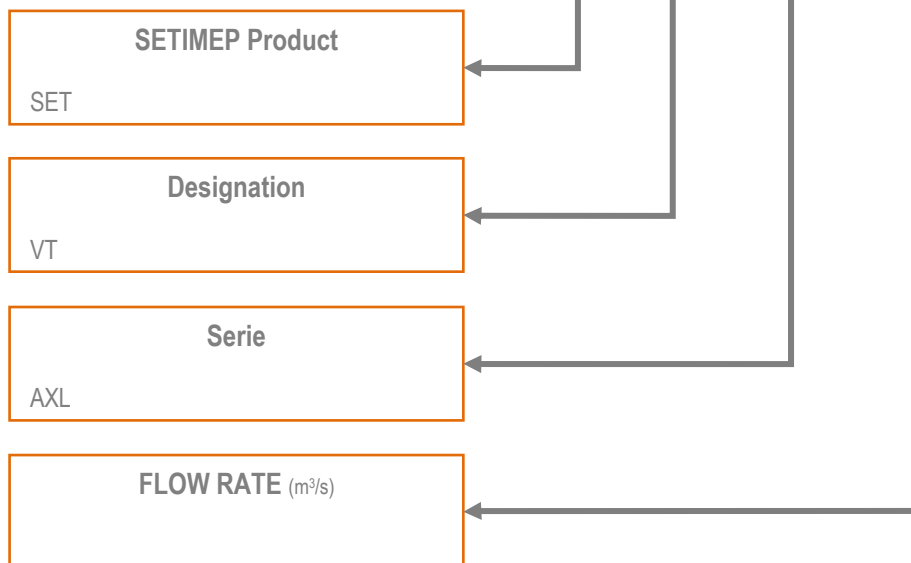 SETIMEP Product
SET
Designation
VT
Serie
AXL
FLOW RATE (m³/s)